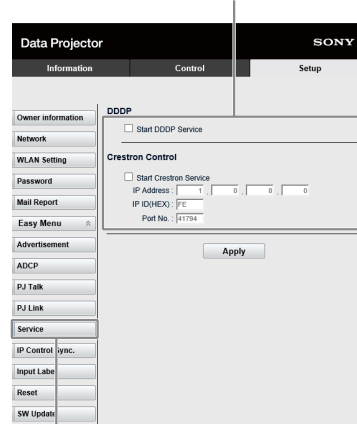 Data Projector SONY
Information Control Setup
Owner information
Network
WLAN Setting
Password
Mail Report
Easy Menu
Advertisement
ADCP
PJ Talk
PJ Link
Service
IP Control Sync.
Input Label
Reset
SW Update
DDDP
Start DDDP Service
Crestron Control
Start Crestron Service
IP Address : 1 . 0 . 0 . 0
IP ID(HEX) : FE
Port No. : 41794
Apply